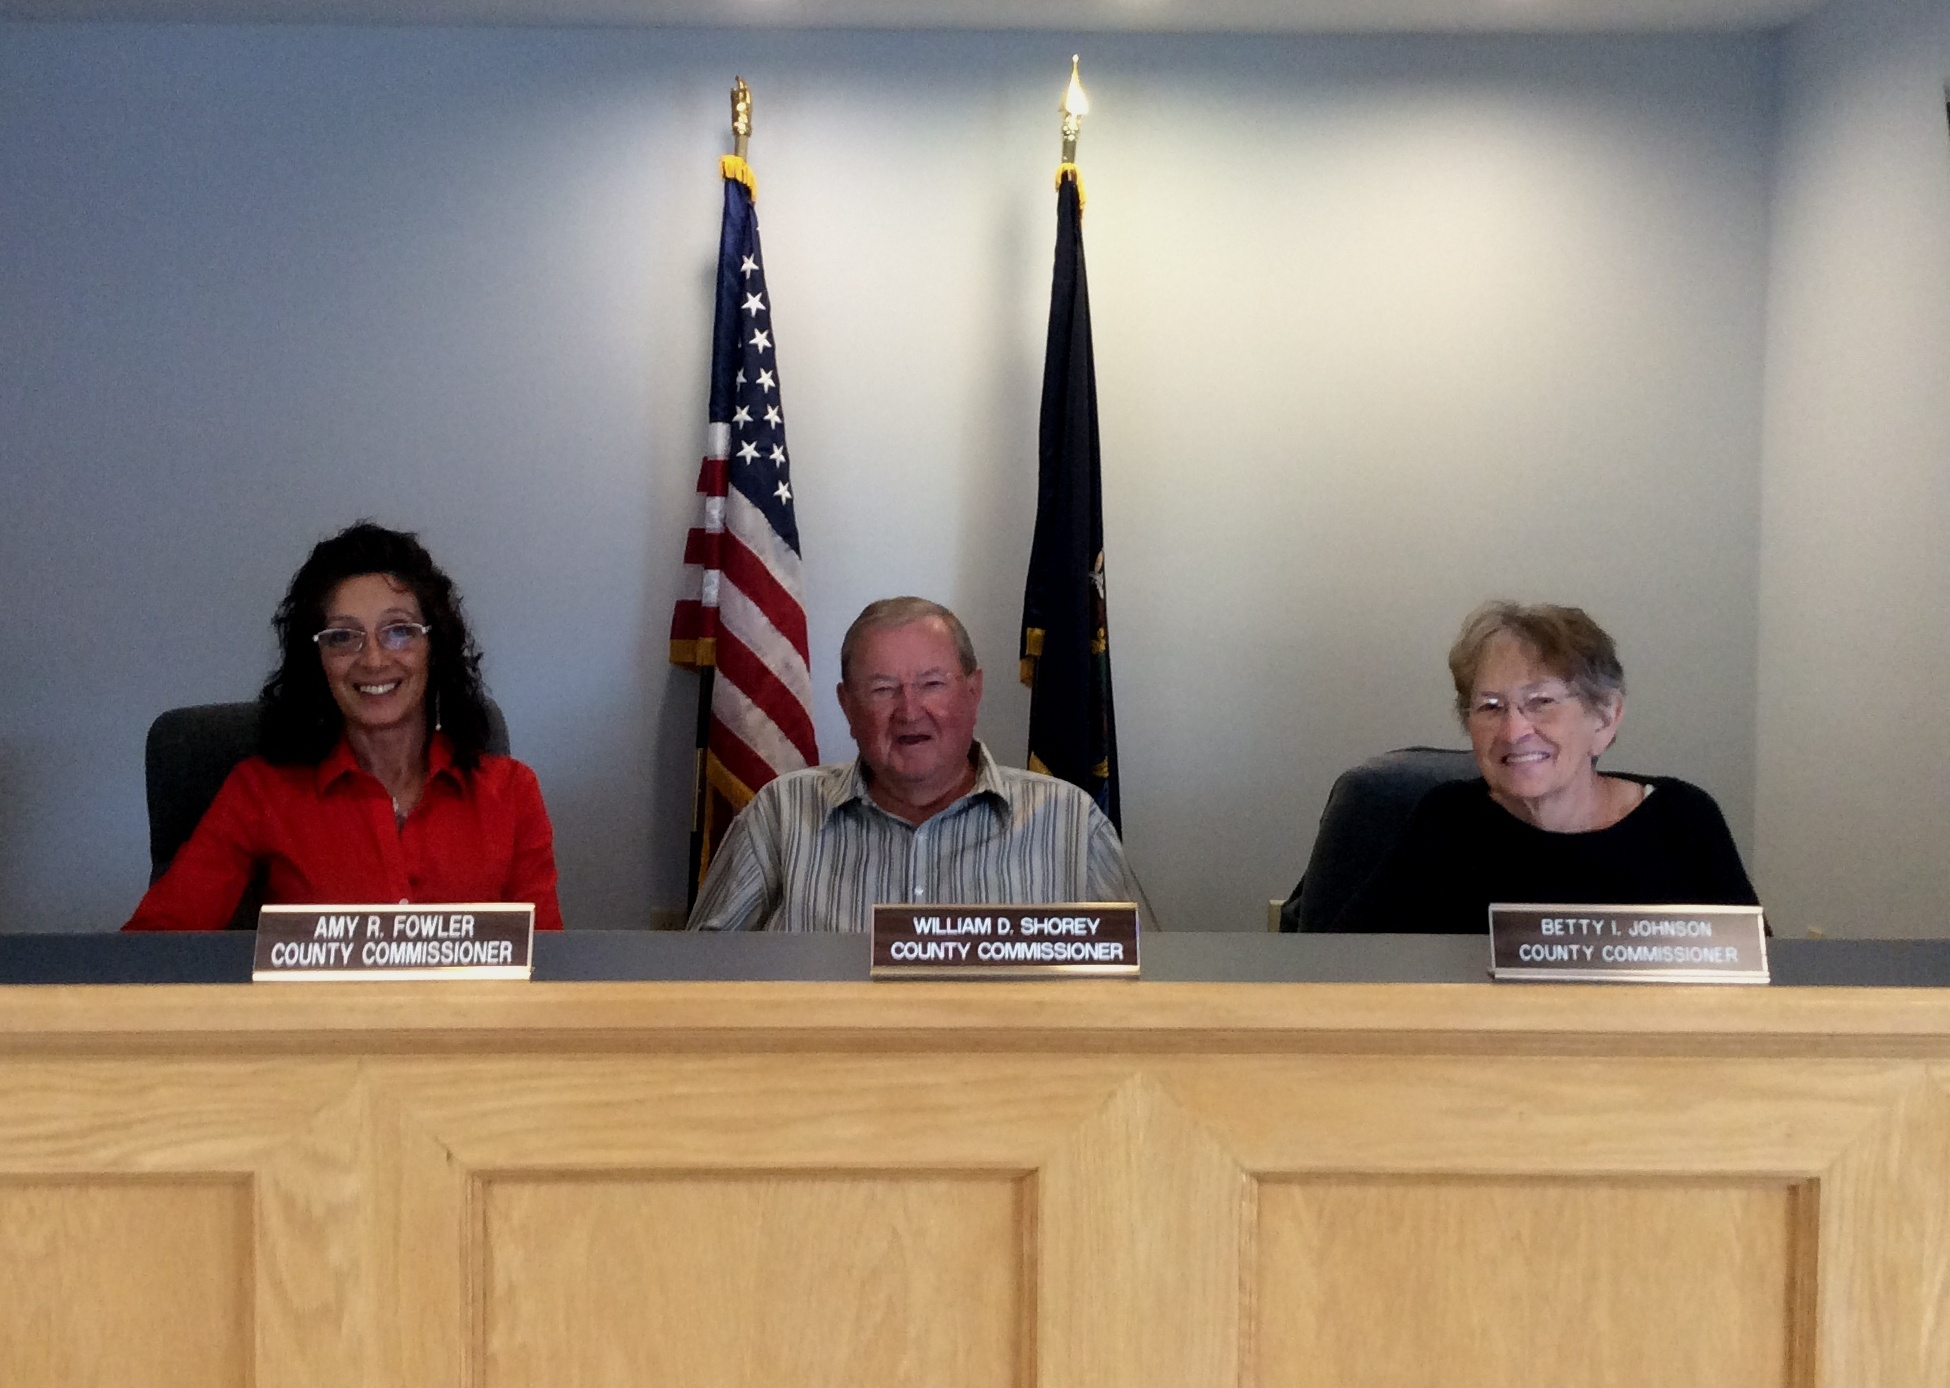 AMY R. FOWLER
COUNTY COMMISSIONER
WILLIAM D. SHOREY
COUNTY COMMISSIONER
BETTY I. JOHNSON
COUNTY COMMISSIONER